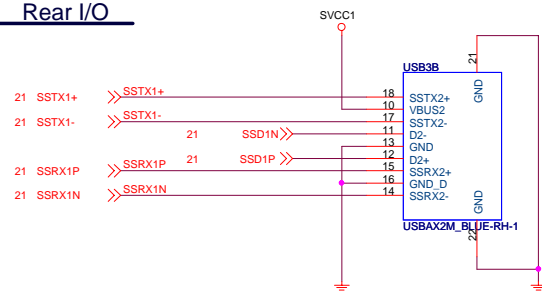 Rear I/O
SVCC1
USB3B
21
GND
21 SSTX1+ SSTX1+ 18 SSTX2+
10 VBUS2
21 SSTX1- SSTX1- 17 SSTX2-
21 SSD1N 11 D2-
13 GND
21 SSD1P 12 D2+
21 SSRX1P SSRX1P 15 SSRX2+
16 GND_D
21 SSRX1N SSRX1N 14 SSRX2-
GND
USBAX2M_BLUE-RH-1
22